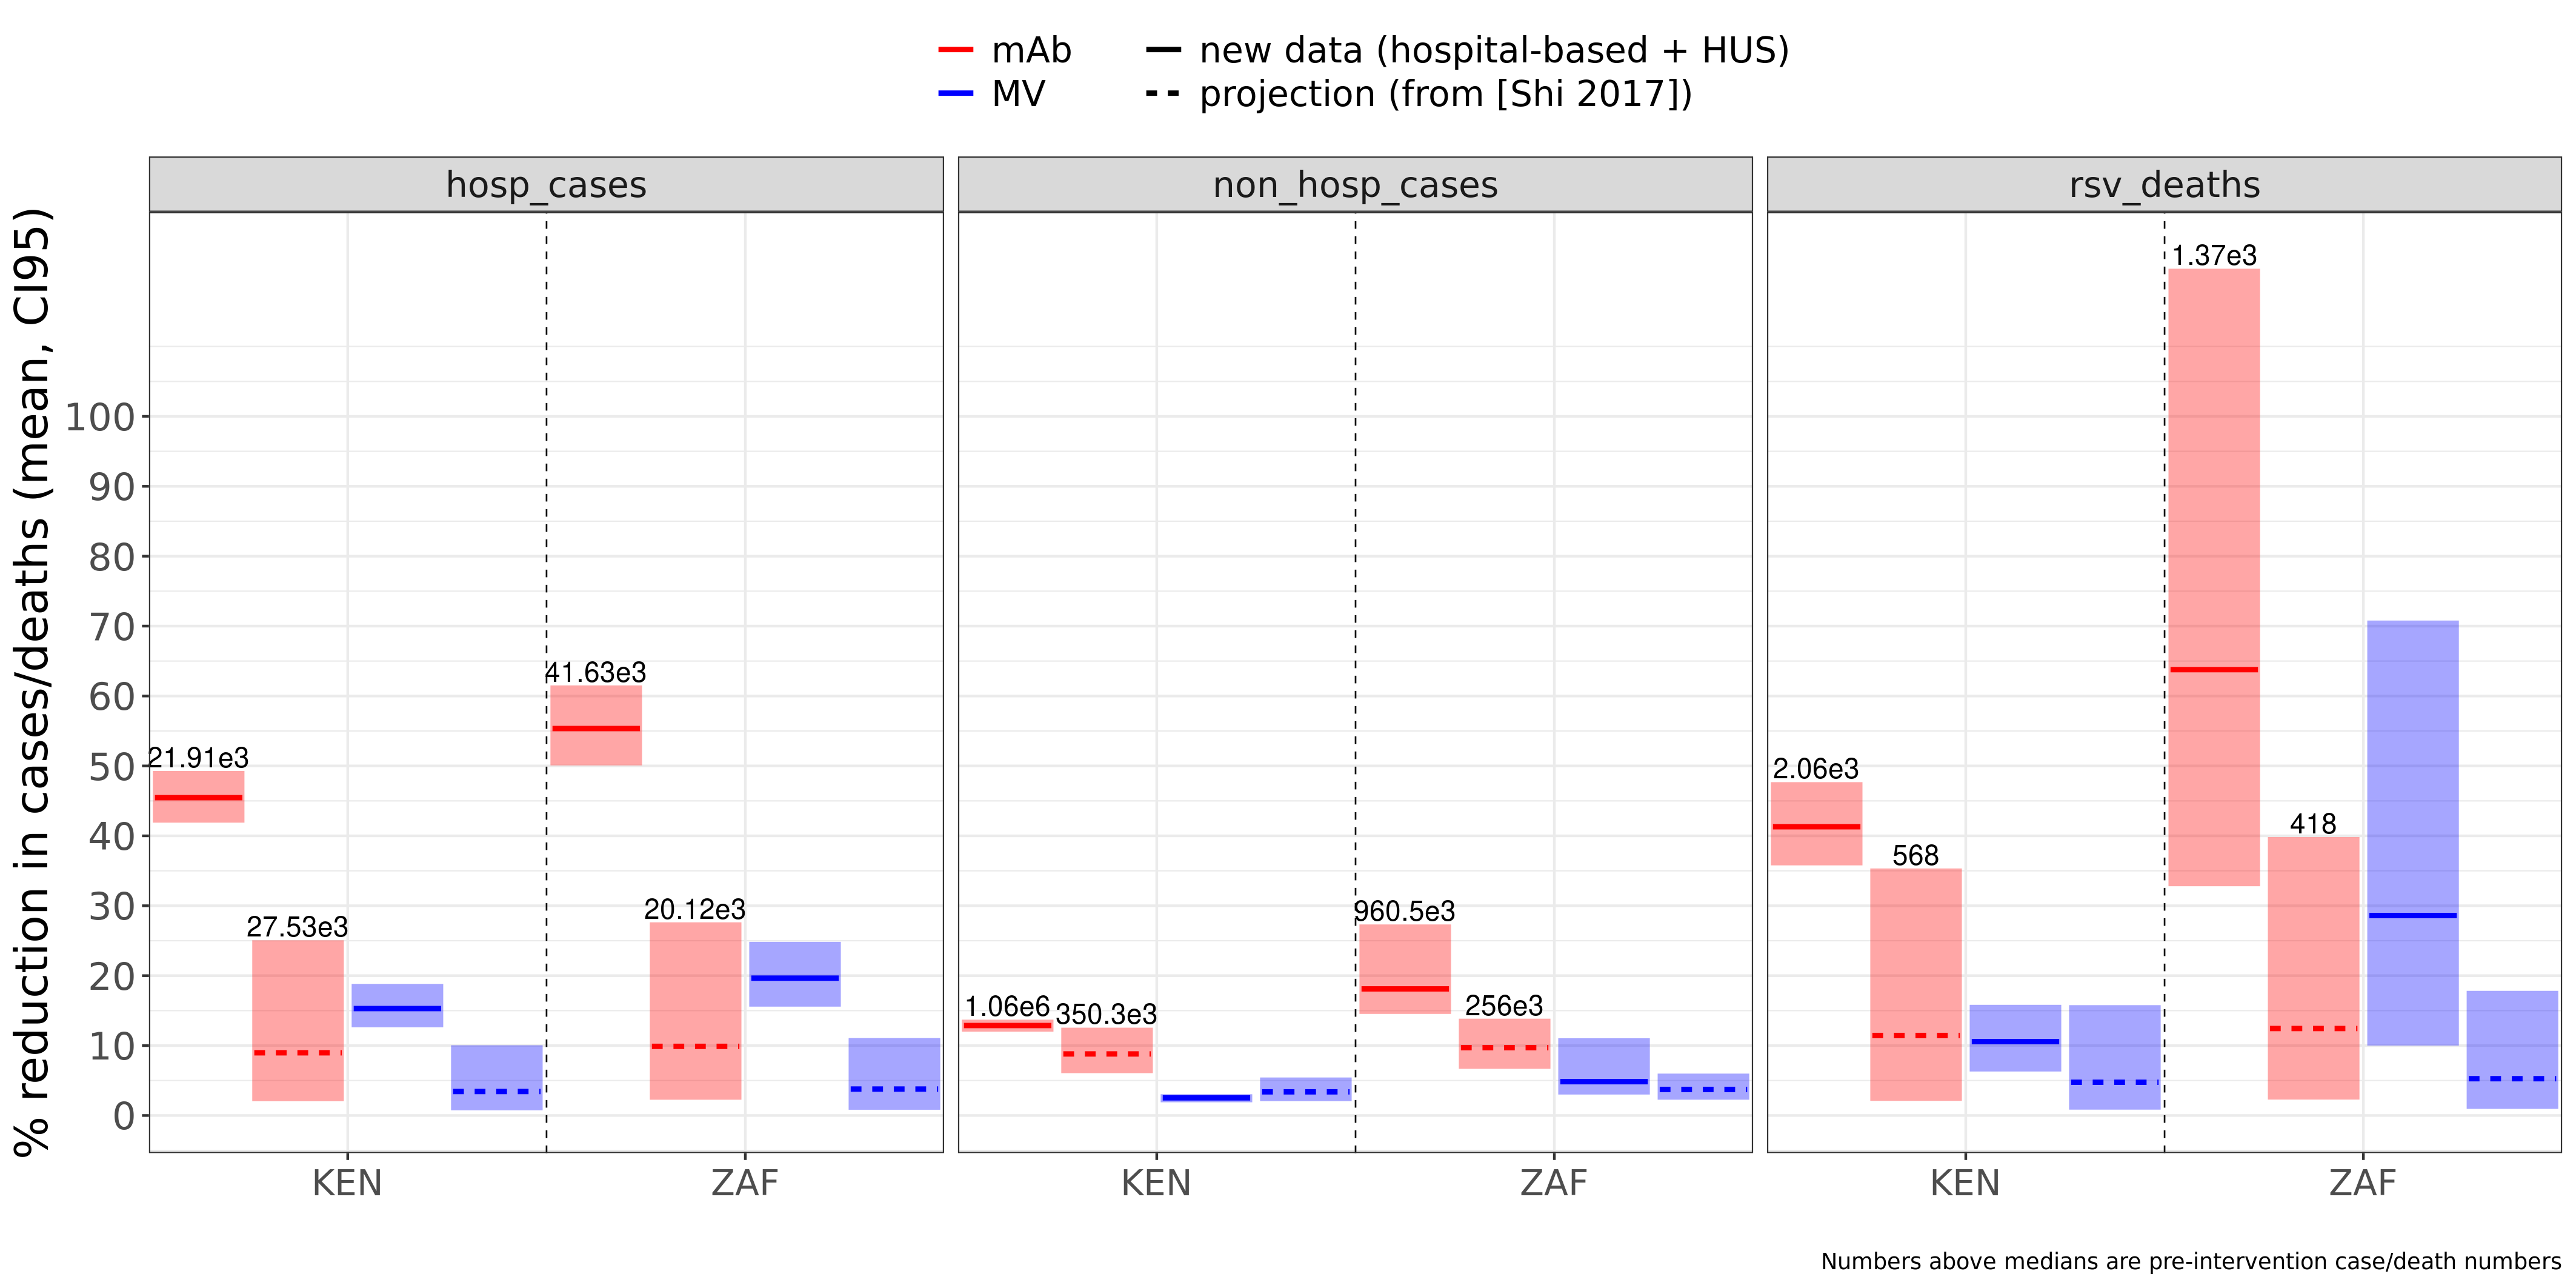 mAb
MV
new data (hospital-based + HUS)
projection (from [Shi 2017])
% reduction in cases/deaths (mean, CI95)
hosp_cases
non_hosp_cases
rsv_deaths
100
90
80
70
60
50
40
30
20
10
0
21.91e3
27.53e3
41.63e3
20.12e3
1.06e6
350.3e3
960.5e3
256e3
2.06e3
568
1.37e3
418
KEN
ZAF
KEN
ZAF
KEN
ZAF
Numbers above medians are pre-intervention case/death numbers